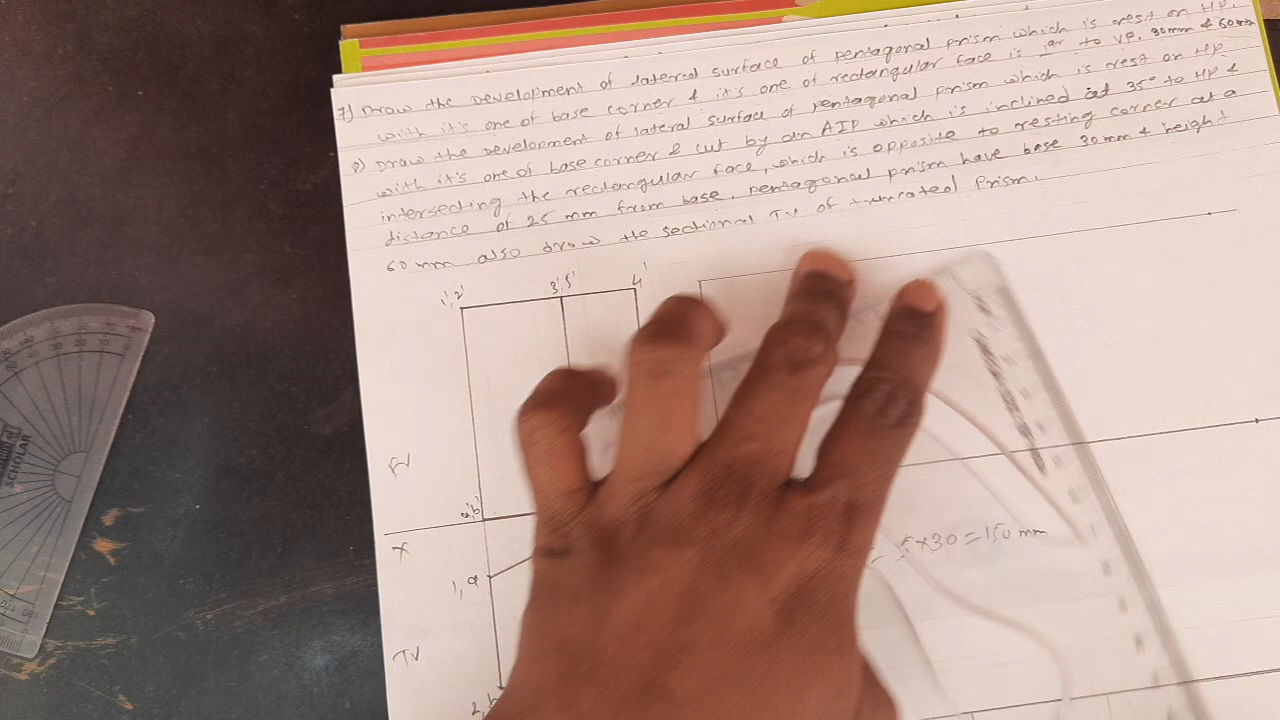 7) Draw the Development of lateral surface of pentagonal prism which is rest on HP.
with it's one of base corner & it's one of rectangular face is lar to VP. 30mm & 60mm
8) Draw the Development of lateral surface of pentagonal prism which is rest on HP
with it's one of base corner & cut by an AIP which is inclined at 35° to HP &
intersecting the rectangular face, which is opposite to resting corner at a
distance of 25 mm from base. pentagonal prism have base 30mm & height
60 mm also draw the sectional TV of truncated Prism.
1',2' 3',5' 4'
FV
a'b'
X
5x30=150 mm
1,a
TV
2,b
SCHOLAR